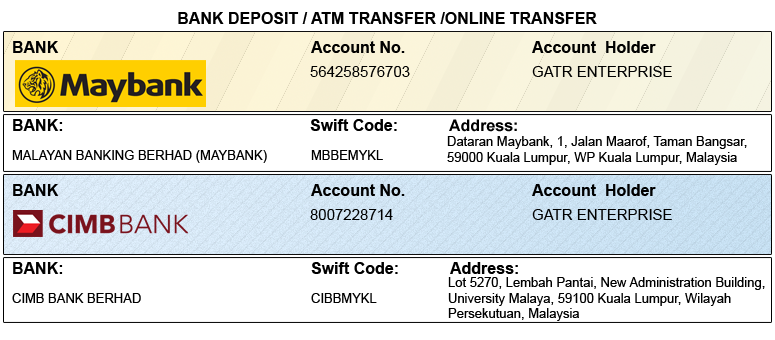 BANK DEPOSIT / ATM TRANSFER /ONLINE TRANSFER
BANK Account No. Account Holder
Maybank 564258576703 GATR ENTERPRISE
BANK: Swift Code: Address:
MALAYAN BANKING BERHAD (MAYBANK) MBBEMYKL Dataran Maybank, 1, Jalan Maarof, Taman Bangsar,
59000 Kuala Lumpur, WP Kuala Lumpur, Malaysia
BANK Account No. Account Holder
CIMB BANK 8007228714 GATR ENTERPRISE
BANK: Swift Code: Address:
CIMB BANK BERHAD CIBBMYKL Lot 5270, Lembah Pantai, New Administration Building,
University Malaya, 59100 Kuala Lumpur, Wilayah
Persekutuan, Malaysia